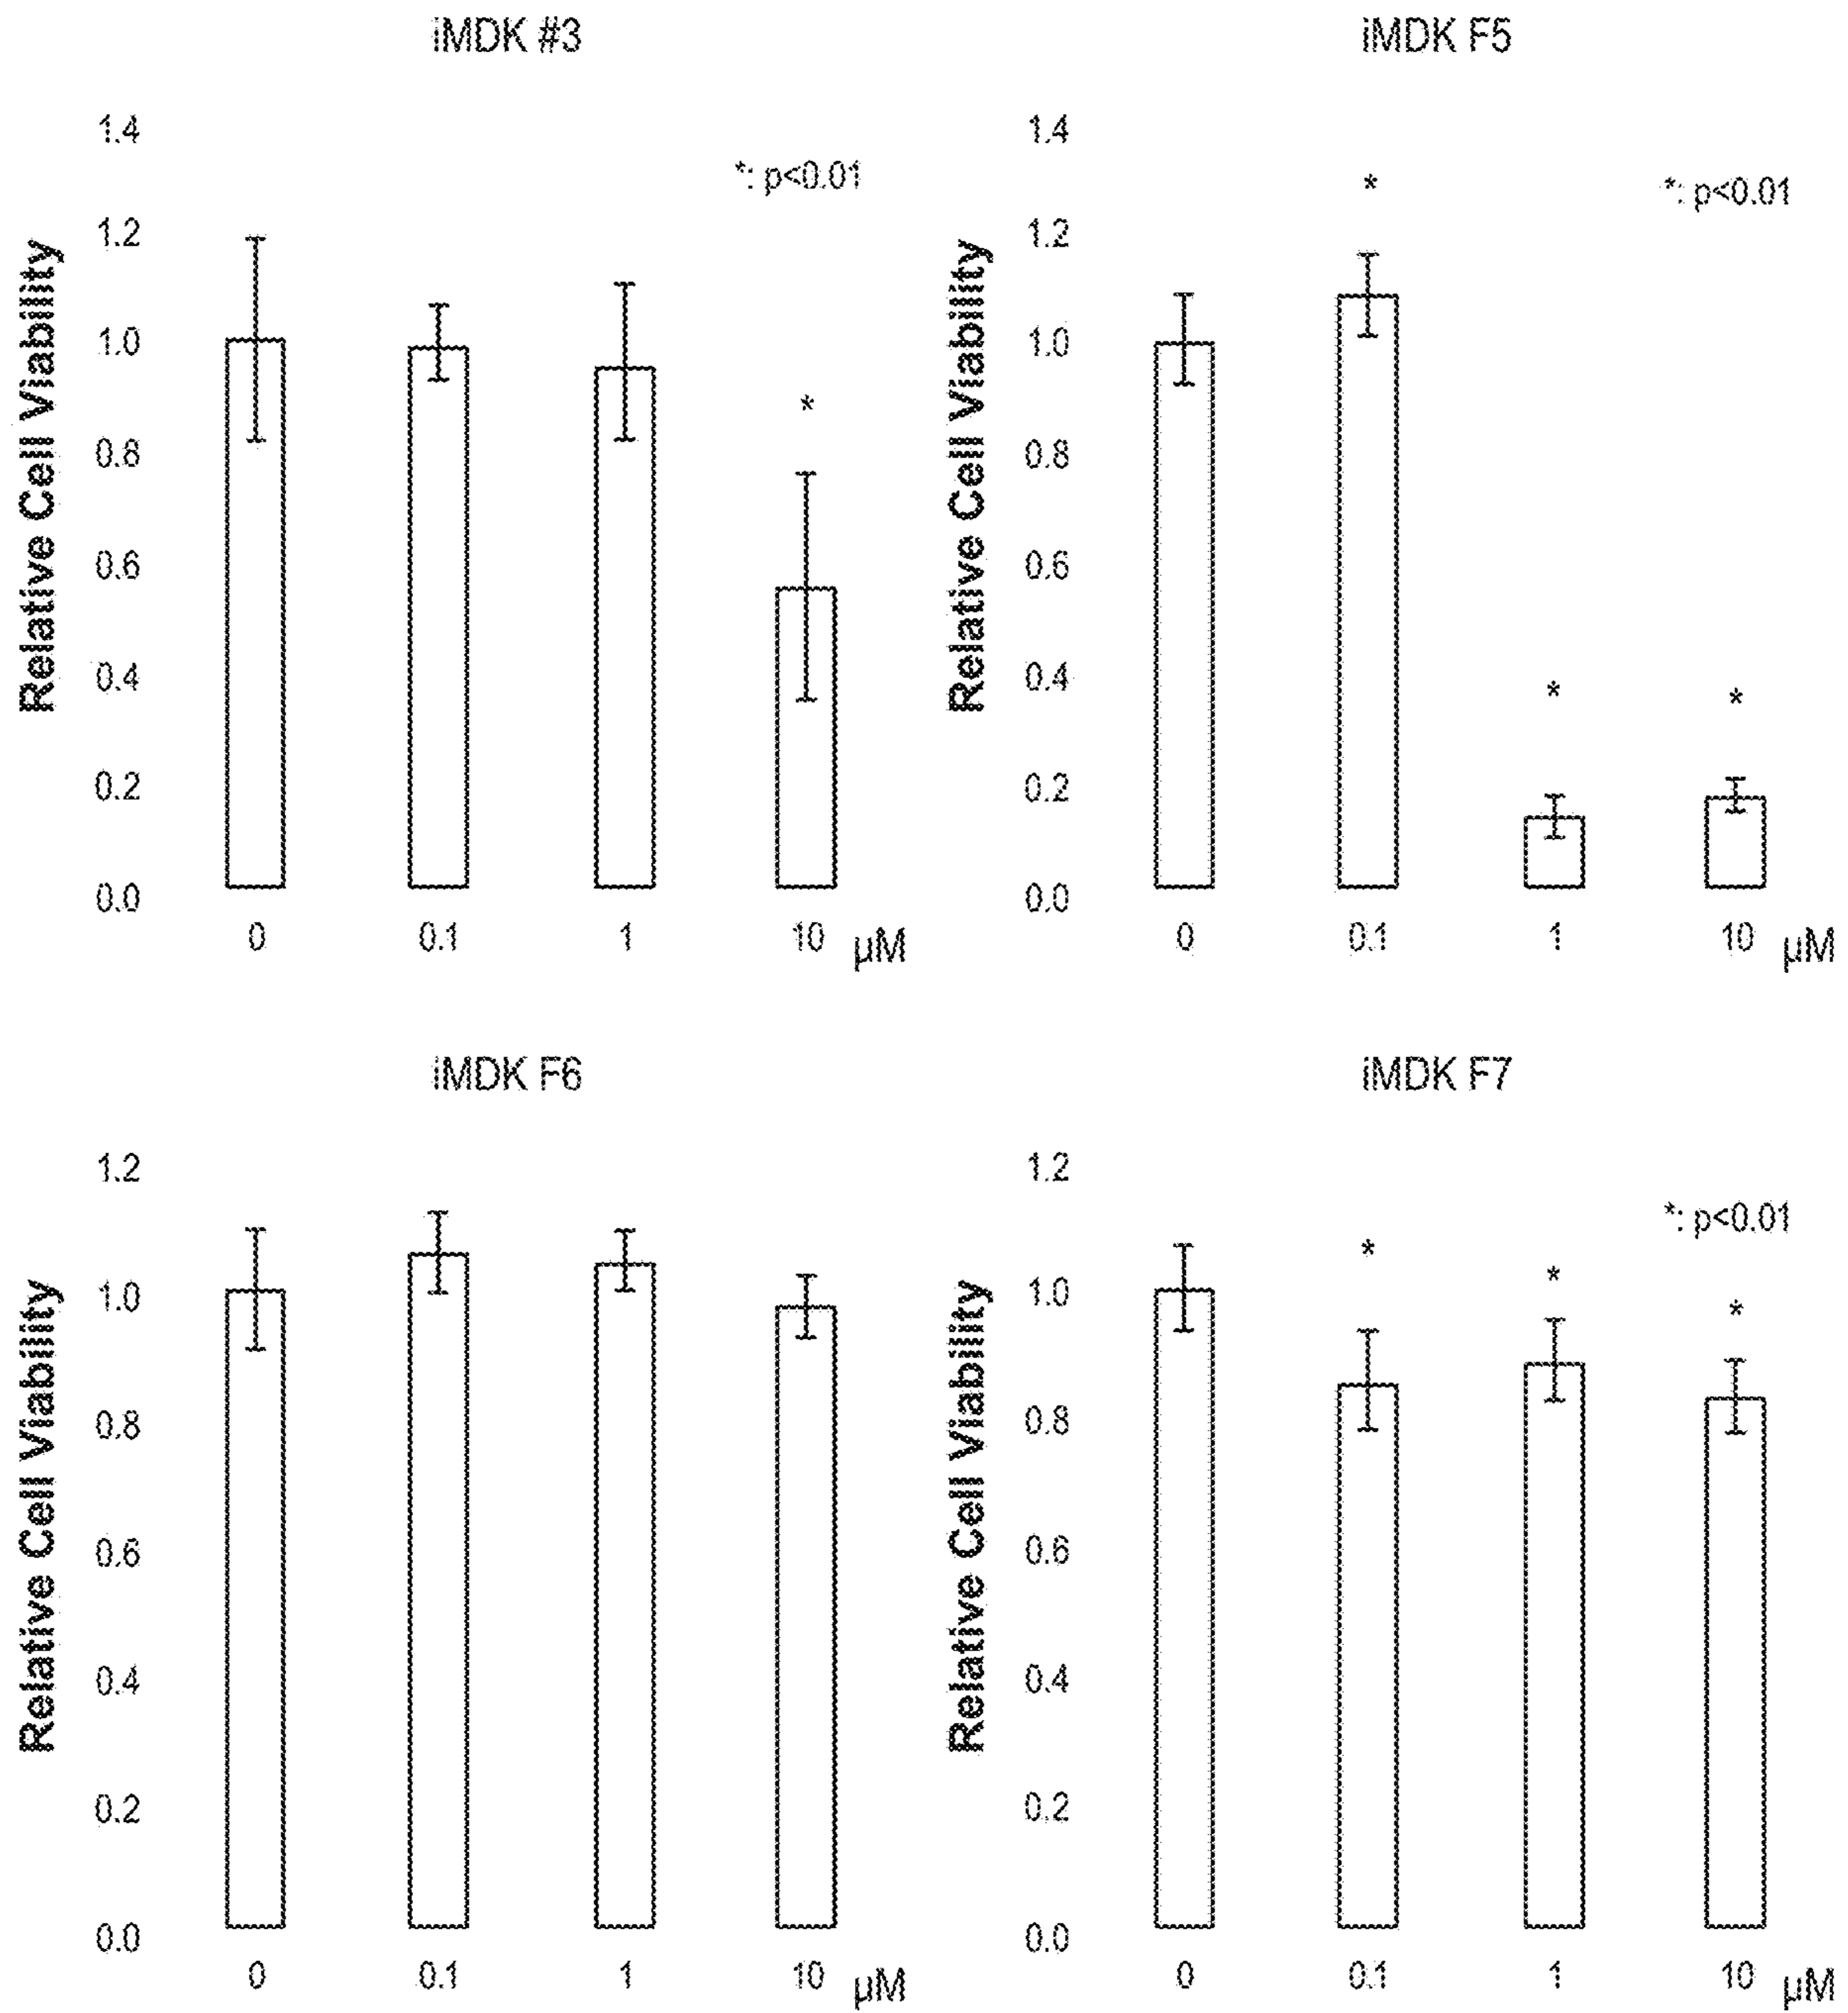 iMDK #3
Relative Cell Viability
1.4
1.2
1.0
0.8
0.6
0.4
0.2
0.0
*: p<0.01
*
0 0.1 1 10 µM
iMDK F5
Relative Cell Viability
1.4
1.2
1.0
0.8
0.6
0.4
0.2
0.0
*: p<0.01
*
* *
0 0.1 1 10 µM
iMDK F6
Relative Cell Viability
1.2
1.0
0.8
0.6
0.4
0.2
0.0
0 0.1 1 10 µM
iMDK F7
Relative Cell Viability
1.2
1.0
0.8
0.6
0.4
0.2
0.0
*: p<0.01
* * *
0 0.1 1 10 µM